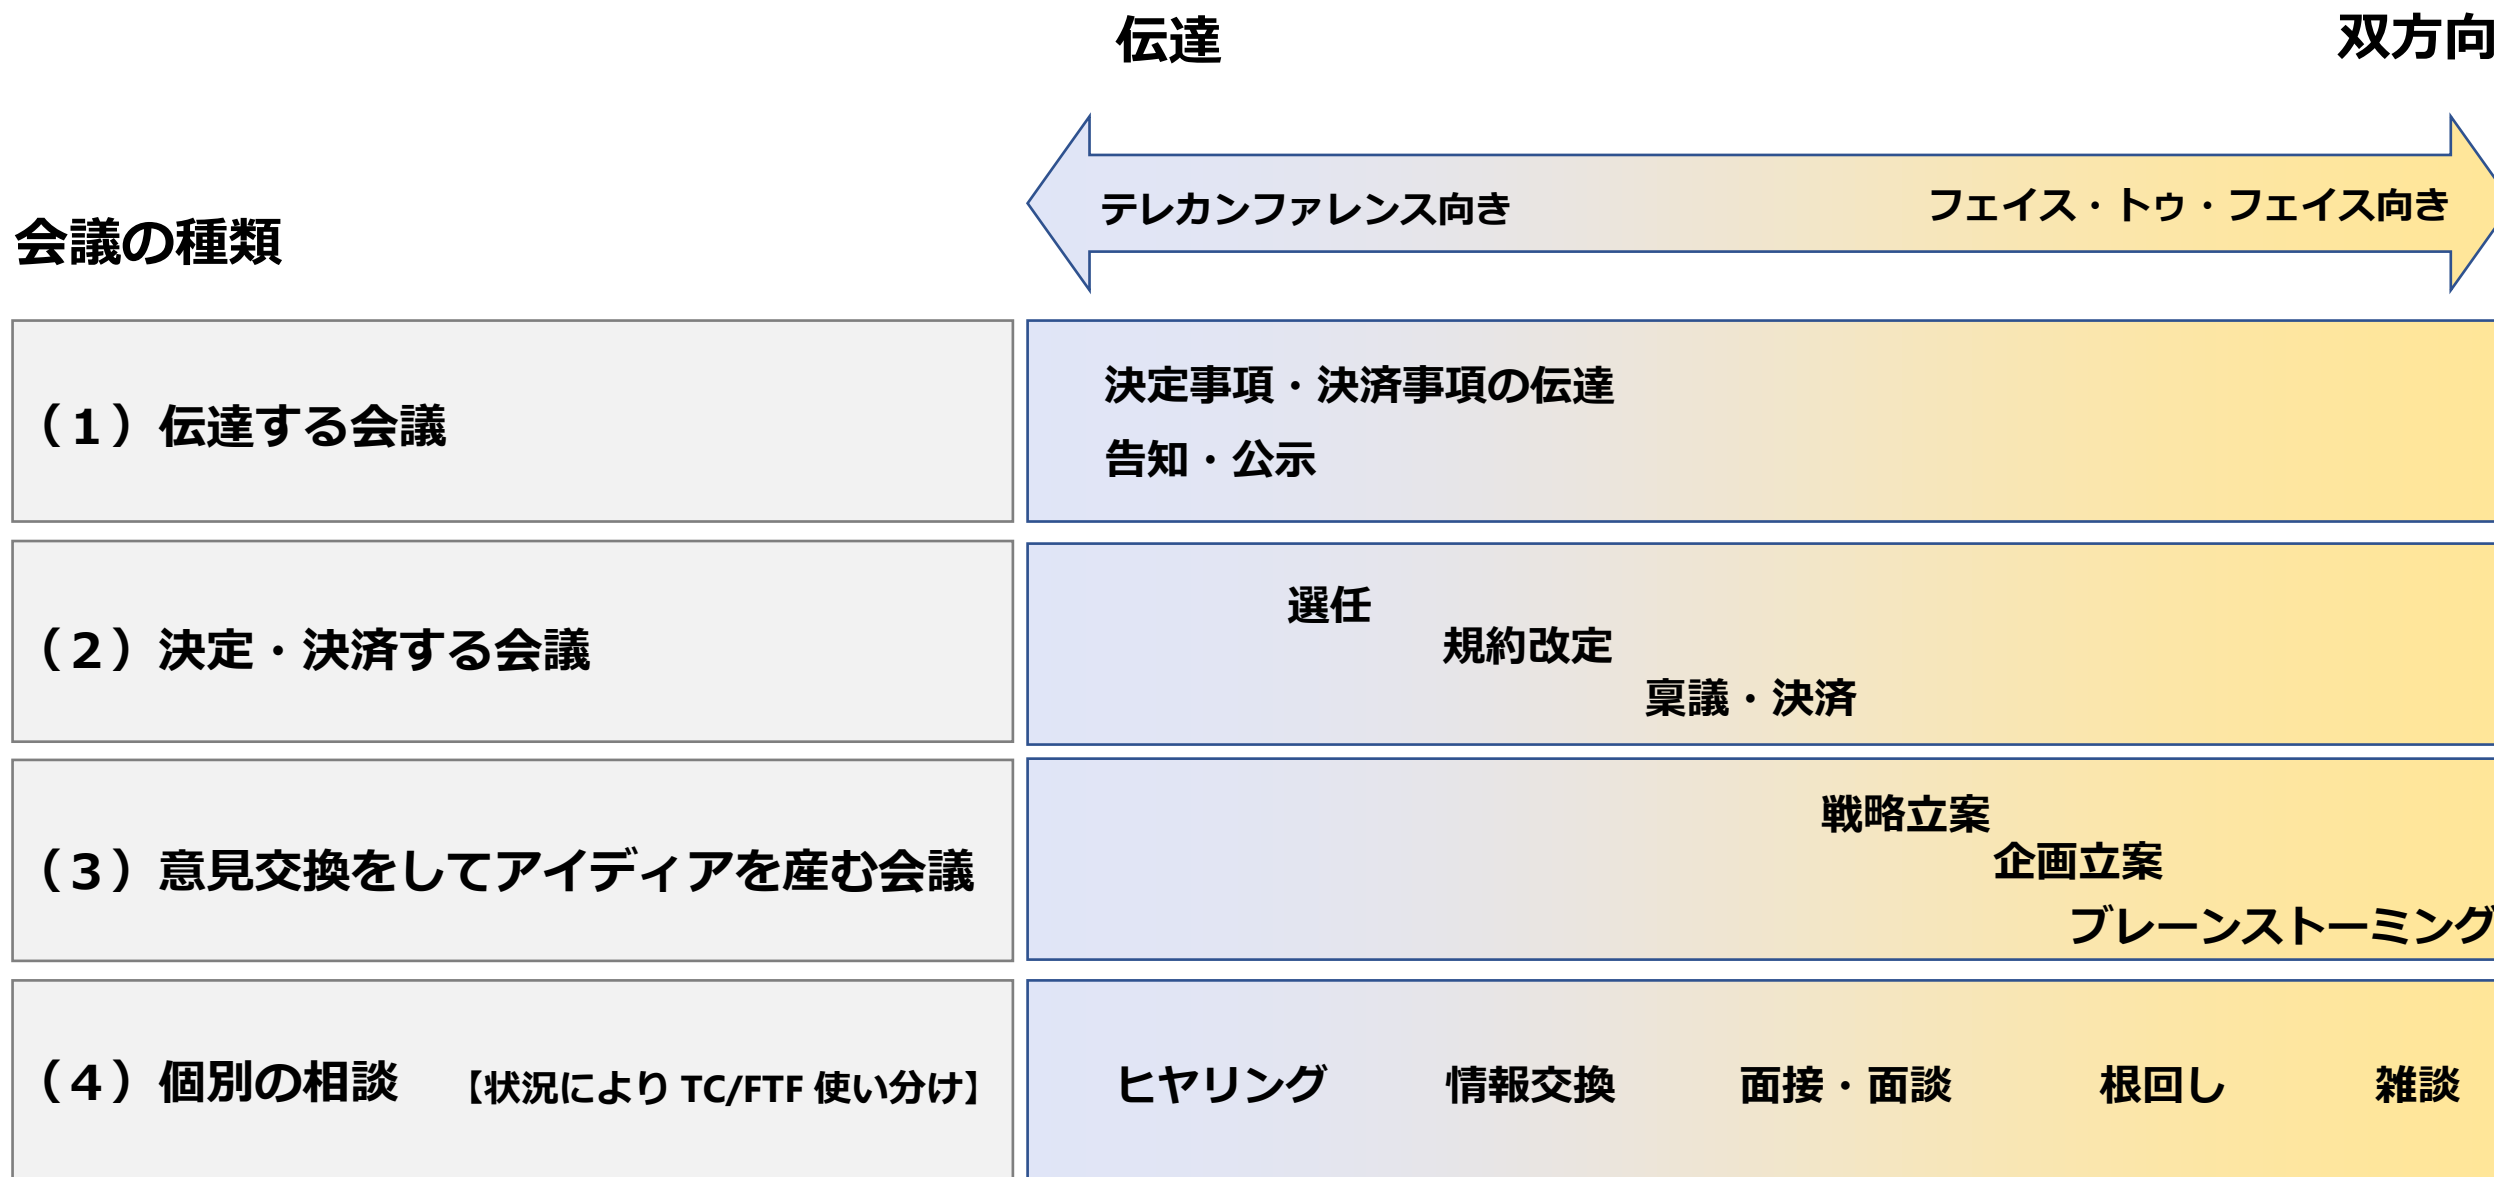 伝達
双方向
テレカンファレンス向き
フェイス・トゥ・フェイス向き
会議の種類
（1）伝達する会議
決定事項・決済事項の伝達
告知・公示
（2）決定・決済する会議
選任
規約改定
稟議・決済
（3）意見交換をしてアイディアを産む会議
戦略立案
企画立案
ブレーンストーミング
（4）個別の相談 【状況により TCF/FTF 使い分け】
ヒヤリング
情報交換
面接・面談
根回し
雑談